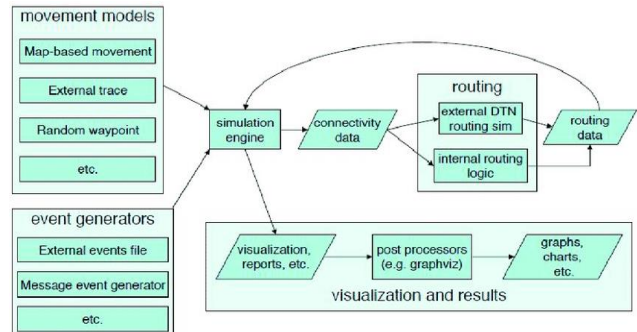 movement models
Map-based movement
External trace
Random waypoint
etc.
event generators
External events file
Message event generator
etc.
simulation
engine
connectivity
data
routing
external DTN
routing sim
internal routing
logic
routing
data
visualization,
reports, etc.
post processors
(e.g. graphviz)
graphs,
charts,
etc.
visualization and results